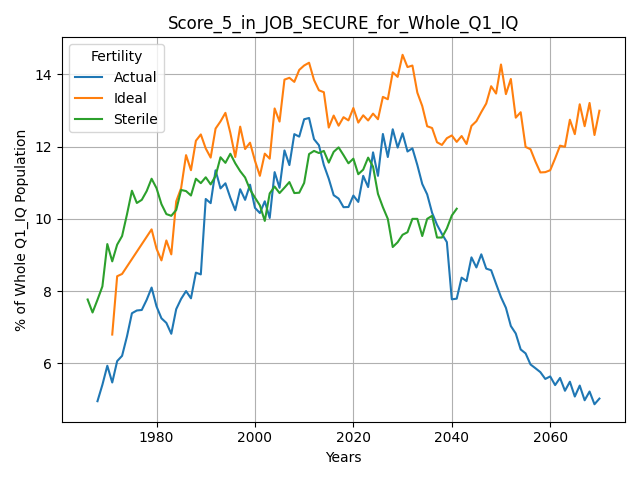 Score_5_in_JOB_SECURE_for_Whole_Q1_IQ
Fertility
Actual
Ideal
Sterile
% of Whole Q1_IQ Population
14
12
10
8
6
1980
2000
2020
2040
2060
Years